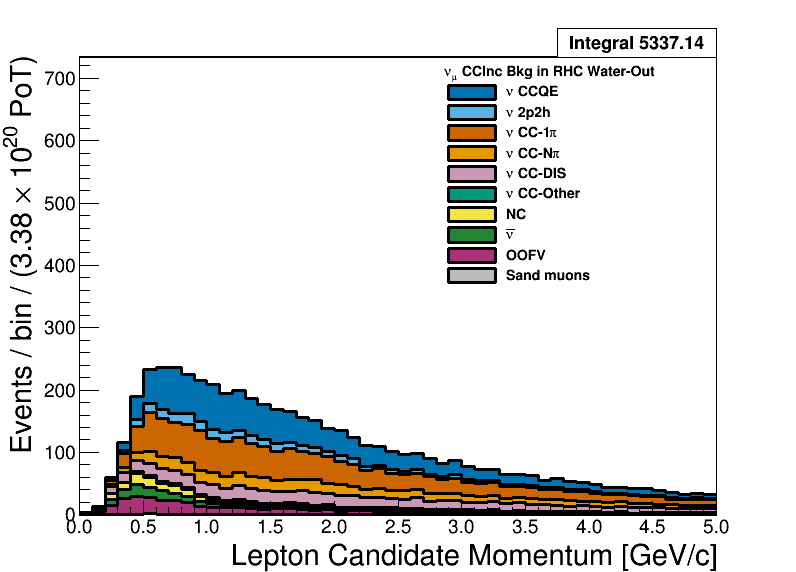 Integral 5337.14
ν_μ CCInc Bkg in RHC Water-Out
ν CCQE
ν 2p2h
ν CC-1π
ν CC-Nπ
ν CC-DIS
ν CC-Other
NC
ν̅
OOFV
Sand muons
Events / bin / (3.38 × 10²⁰ PoT)
700
600
500
400
300
200
100
0
0.0 0.5 1.0 1.5 2.0 2.5 3.0 3.5 4.0 4.5 5.0
Lepton Candidate Momentum [GeV/c]